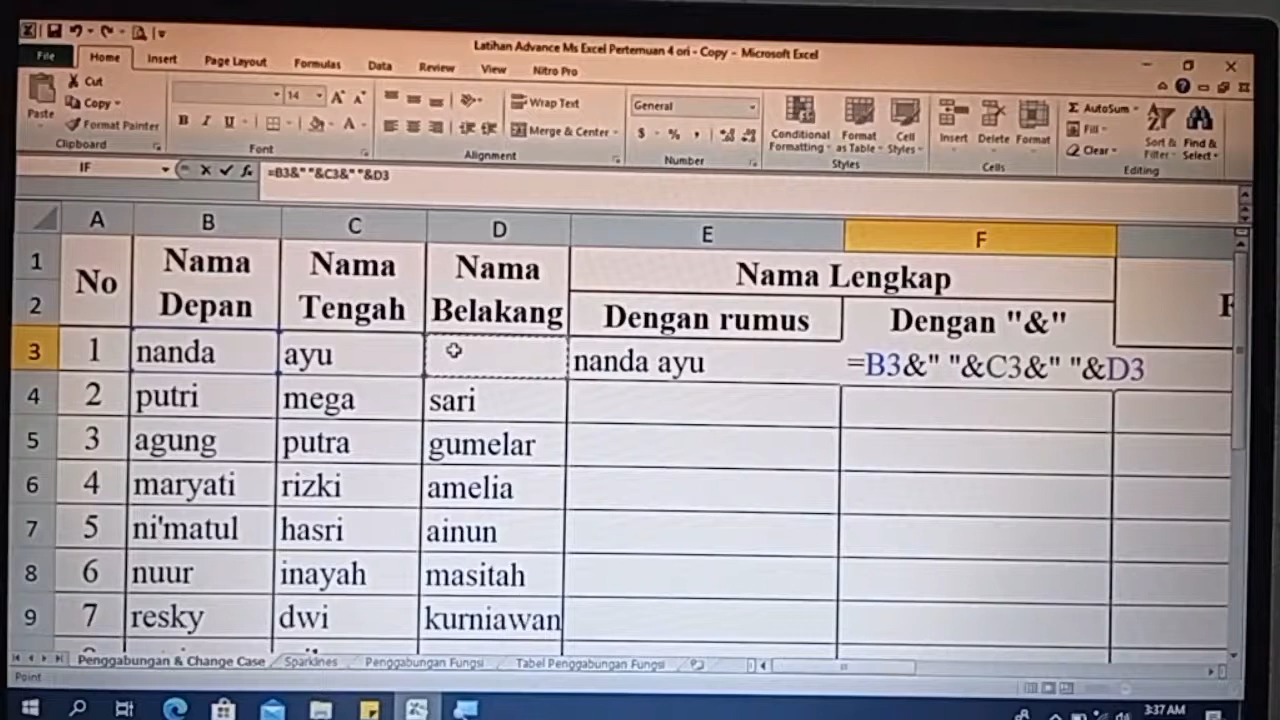 Latihan Advance Ms Excel Pertemuan 4 ori - Copy - Microsoft Excel
File Home Insert Page Layout Formulas Data Review View Nitro Pro
Paste Cut Copy Format Painter
14 A A Wrap Text General Conditional Formatting Format as Table Cell Styles Insert Delete Format AutoSum Fill Clear Sort & Filter Find & Select
B I U A Merge & Center $ % ,
Clipboard Font Alignment Number Styles Cells Editing
IF fx =B3&" "&C3&" "&D3
A B C D E F
1 No Nama Nama Nama Nama Lengkap
2 Depan Tengah Belakang Dengan rumus Dengan "&"
3 1 nanda ayu nanda ayu =B3&" "&C3&" "&D3
4 2 putri mega sari
5 3 agung putra gumelar
6 4 maryati rizki amelia
7 5 ni'matul hasri ainun
8 6 nuur inayah masitah
9 7 resky dwi kurniawan
Penggabungan & Change Case Sparklines Penggabungan Fungsi Tabel Penggabungan Fungsi
Point
3:37 AM